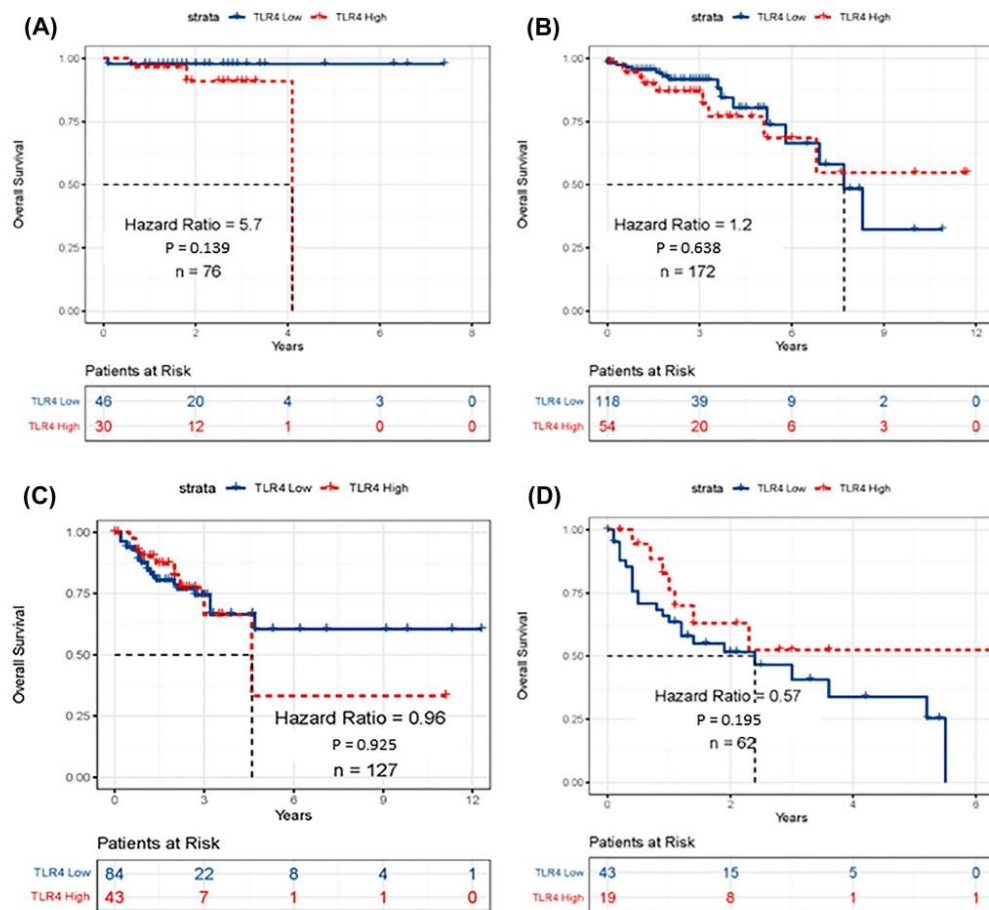 (A)
strata TLR4 Low TLR4 High
Overall Survival
1.00
0.75
0.50
0.25
0.00
Hazard Ratio = 5.7
P = 0.139
n = 76
0 2 4 6 8
Years
Patients at Risk
TLR4 Low 46 20 4 3 0
TLR4 High 30 12 1 0 0
(B)
strata TLR4 Low TLR4 High
Overall Survival
1.00
0.75
0.50
0.25
0.00
Hazard Ratio = 1.2
P = 0.638
n = 172
0 3 6 9 12
Years
Patients at Risk
TLR4 Low 118 39 9 2 0
TLR4 High 54 20 6 3 0
(C)
strata TLR4 Low TLR4 High
Overall Survival
1.00
0.75
0.50
0.25
0.00
Hazard Ratio = 0.96
P = 0.925
n = 127
0 3 6 9 12
Years
Patients at Risk
TLR4 Low 84 22 8 4 1
TLR4 High 43 7 1 1 0
(D)
strata TLR4 Low TLR4 High
Overall Survival
1.00
0.75
0.50
0.25
0.00
Hazard Ratio = 0.57
P = 0.195
n = 62
0 2 4 6
Years
Patients at Risk
TLR4 Low 43 15 5 0
TLR4 High 19 8 1 1